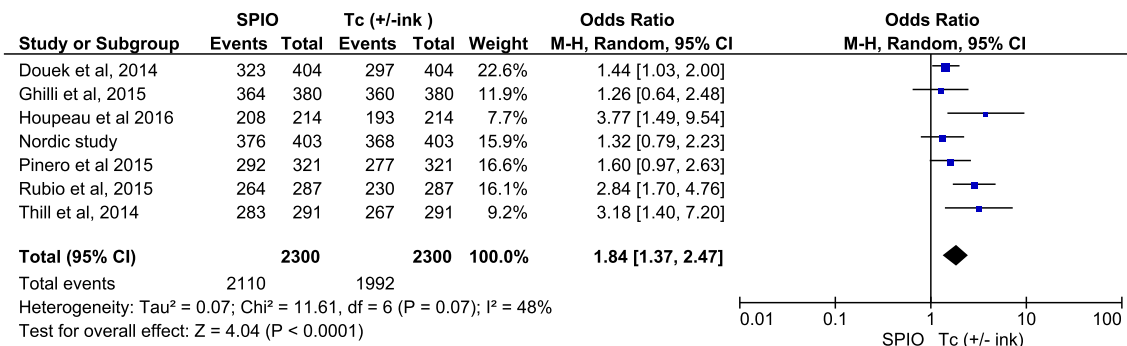 SPIO Tc (+/-ink ) Odds Ratio Odds Ratio
Study or Subgroup Events Total Events Total Weight M-H, Random, 95% CI M-H, Random, 95% CI
Douek et al, 2014 323 404 297 404 22.6% 1.44 [1.03, 2.00]
Ghilli et al, 2015 364 380 360 380 11.9% 1.26 [0.64, 2.48]
Houpeau et al 2016 208 214 193 214 7.7% 3.77 [1.49, 9.54]
Nordic study 376 403 368 403 15.9% 1.32 [0.79, 2.23]
Pinero et al 2015 292 321 277 321 16.6% 1.60 [0.97, 2.63]
Rubio et al, 2015 264 287 230 287 16.1% 2.84 [1.70, 4.76]
Thill et al, 2014 283 291 267 291 9.2% 3.18 [1.40, 7.20]
Total (95% CI) 2300 2300 100.0% 1.84 [1.37, 2.47]
Total events 2110 1992
Heterogeneity: Tau² = 0.07; Chi² = 11.61, df = 6 (P = 0.07); I² = 48%
Test for overall effect: Z = 4.04 (P < 0.0001)
0.01 0.1 1 10 100
SPIO Tc (+/- ink)